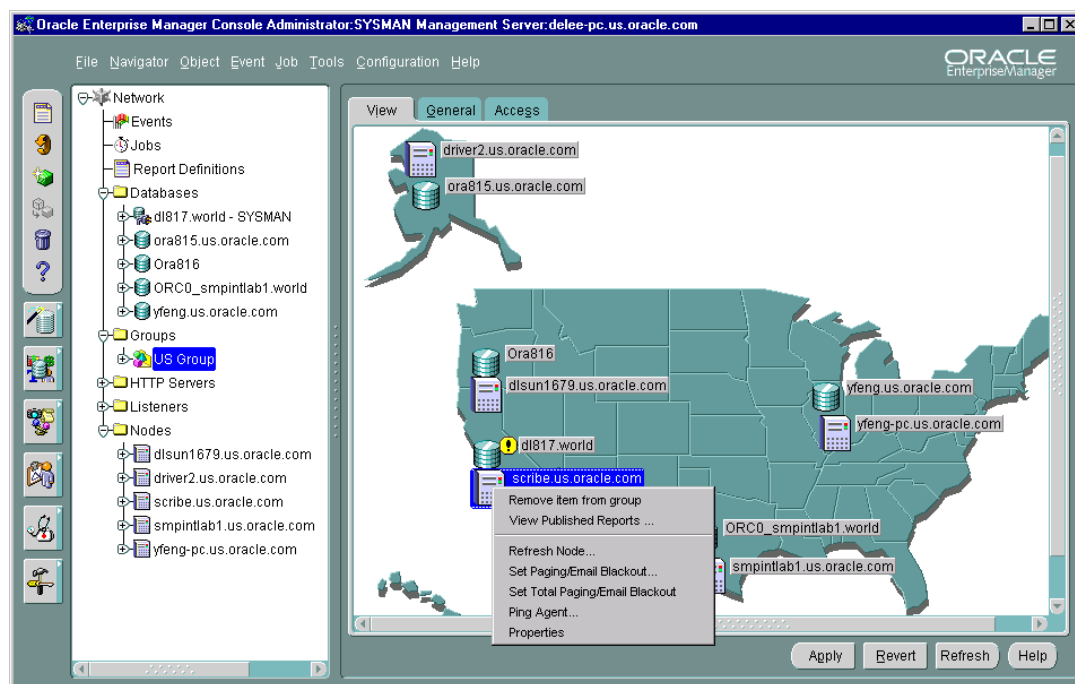 Oracle Enterprise Manager Console Administrator:SYSMAN Management Server:delee-pc.us.oracle.com
File Navigator Object Event Job Tools Configuration Help
ORACLE
EnterpriseManager
Network
Events
Jobs
Report Definitions
Databases
dl817.world - SYSMAN
ora815.us.oracle.com
Ora816
ORC0_smpintlab1.world
yfeng.us.oracle.com
Groups
US Group
HTTP Servers
Listeners
Nodes
dlsun1679.us.oracle.com
driver2.us.oracle.com
scribe.us.oracle.com
smpintlab1.us.oracle.com
yfeng-pc.us.oracle.com
View General Access
driver2.us.oracle.com
ora815.us.oracle.com
Ora816
dlsun1679.us.oracle.com
yfeng.us.oracle.com
yfeng-pc.us.oracle.com
dl817.world
scribe.us.oracle.com
Remove item from group
View Published Reports ...
Refresh Node...
Set Paging/Email Blackout...
Set Total Paging/Email Blackout
Ping Agent...
Properties
ORC0_smpintlab1.world
smpintlab1.us.oracle.com
Apply Revert Refresh Help